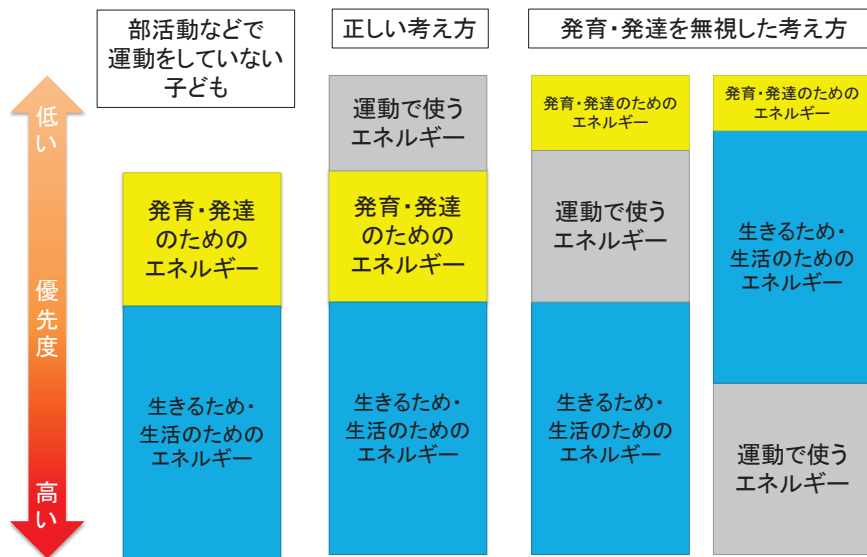 部活動などで
運動をしていない
子ども
正しい考え方
発育・発達を無視した考え方
低い
優先度
高い
発育・発達
のための
エネルギー
生きるため・
生活のための
エネルギー
運動で使う
エネルギー
発育・発達
のための
エネルギー
生きるため・
生活のための
エネルギー
発育・発達のための
エネルギー
運動で使う
エネルギー
生きるため・
生活のための
エネルギー
発育・発達のための
エネルギー
生きるため・
生活のための
エネルギー
運動で使う
エネルギー